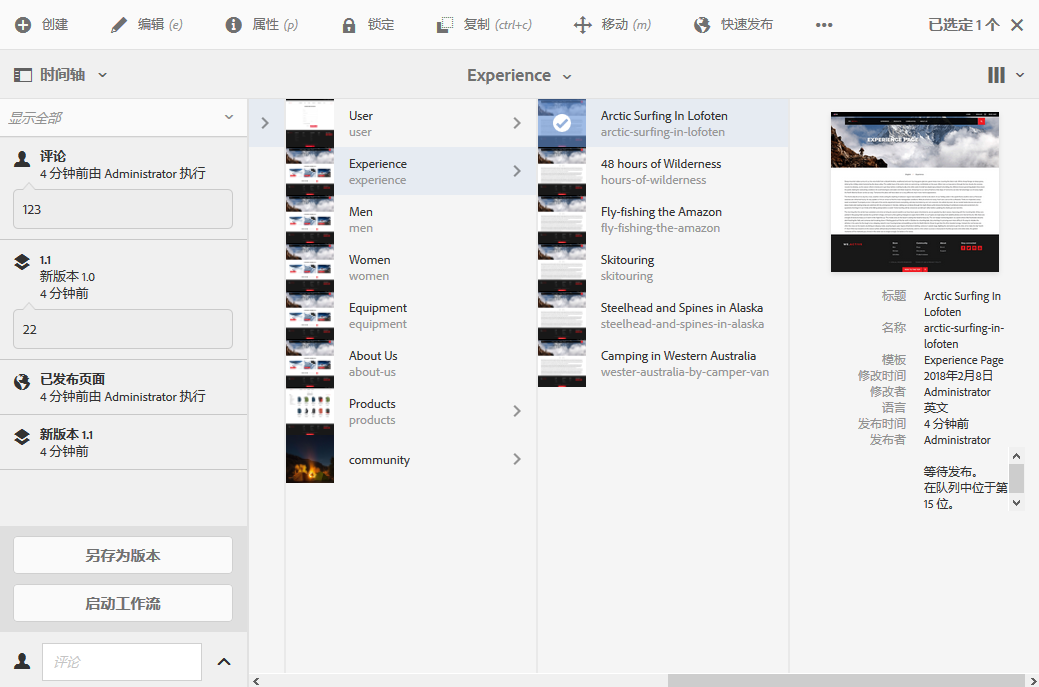 创建
编辑 (e)
属性 (p)
锁定
复制 (ctrl+c)
移动 (m)
快速发布
已选定 1 个
时间轴
Experience
显示全部
评论
4 分钟前由 Administrator 执行
123
1.1
新版本 1.0
4 分钟前
22
已发布页面
4 分钟前由 Administrator 执行
新版本 1.1
4 分钟前
另存为版本
启动工作流
评论
User
user
Experience
experience
Men
men
Women
women
Equipment
equipment
About Us
about-us
Products
products
community
Arctic Surfing In Lofoten
arctic-surfing-in-lofoten
48 hours of Wilderness
hours-of-wilderness
Fly-fishing the Amazon
fly-fishing-the-amazon
Skitouring
skitouring
Steelhead and Spines in Alaska
steelhead-and-spines-in-alaska
Camping in Western Australia
wester-australia-by-camper-van
EXPERIENCE PAGE
标题 Arctic Surfing In
Lofoten
名称 arctic-surfing-in-
lofoten
模板 Experience Page
修改时间 2018年2月8日
修改者 Administrator
语言 英文
发布时间 4 分钟前
发布者 Administrator
等待发布。
在队列中位于第
15 位。